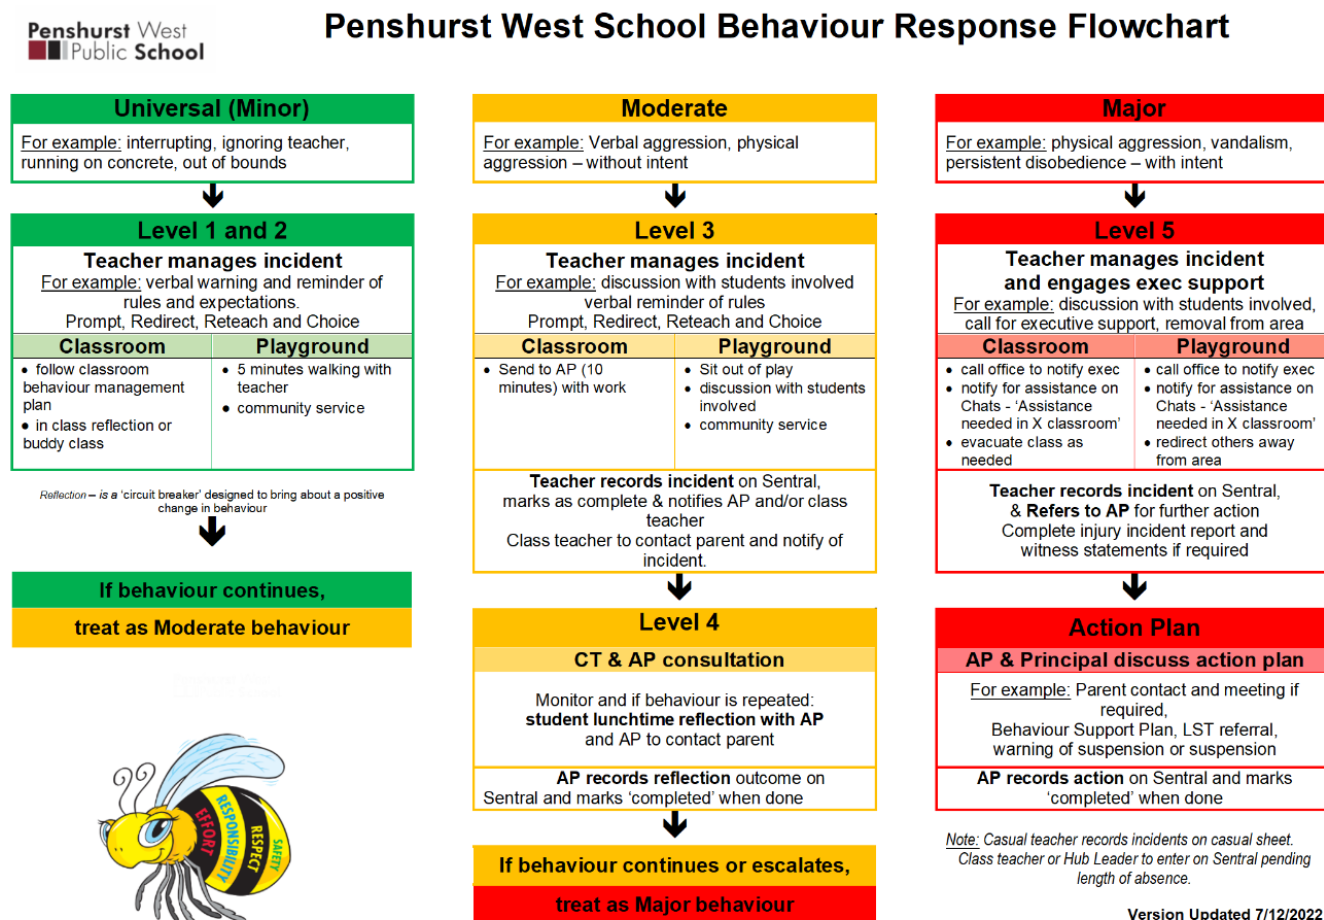 Penshurst West
Public School
Penshurst West School Behaviour Response Flowchart
Universal (Minor)
For example: interrupting, ignoring teacher,
running on concrete, out of bounds
Level 1 and 2
Teacher manages incident
For example: verbal warning and reminder of
rules and expectations.
Prompt, Redirect, Reteach and Choice
Classroom
• follow classroom
behaviour management
plan
• in class reflection or
buddy class
Playground
• 5 minutes walking with
teacher
• community service
Reflection – is a 'circuit breaker' designed to bring about a positive
change in behaviour
If behaviour continues,
treat as Moderate behaviour
EFFORT
RESPONSIBILITY
RESPECT
SAFETY
Moderate
For example: Verbal aggression, physical
aggression – without intent
Level 3
Teacher manages incident
For example: discussion with students involved
verbal reminder of rules
Prompt, Redirect, Reteach and Choice
Classroom
• Send to AP (10
minutes) with work
Playground
• Sit out of play
• discussion with students
involved
• community service
Teacher records incident on Sentral,
marks as complete & notifies AP and/or class
teacher
Class teacher to contact parent and notify of
incident.
Level 4
CT & AP consultation
Monitor and if behaviour is repeated:
student lunchtime reflection with AP
and AP to contact parent
AP records reflection outcome on
Sentral and marks 'completed' when done
If behaviour continues or escalates,
treat as Major behaviour
Major
For example: physical aggression, vandalism,
persistent disobedience – with intent
Level 5
Teacher manages incident
and engages exec support
For example: discussion with students involved,
call for executive support, removal from area
Classroom
• call office to notify exec
• notify for assistance on
Chats - 'Assistance
needed in X classroom'
• evacuate class as
needed
Playground
• call office to notify exec
• notify for assistance on
Chats - 'Assistance
needed in X classroom'
• redirect others away
from area
Teacher records incident on Sentral,
& Refers to AP for further action
Complete injury incident report and
witness statements if required
Action Plan
AP & Principal discuss action plan
For example: Parent contact and meeting if
required,
Behaviour Support Plan, LST referral,
warning of suspension or suspension
AP records action on Sentral and marks
'completed' when done
Note: Casual teacher records incidents on casual sheet.
Class teacher or Hub Leader to enter on Sentral pending
length of absence.
Version Updated 7/12/2022